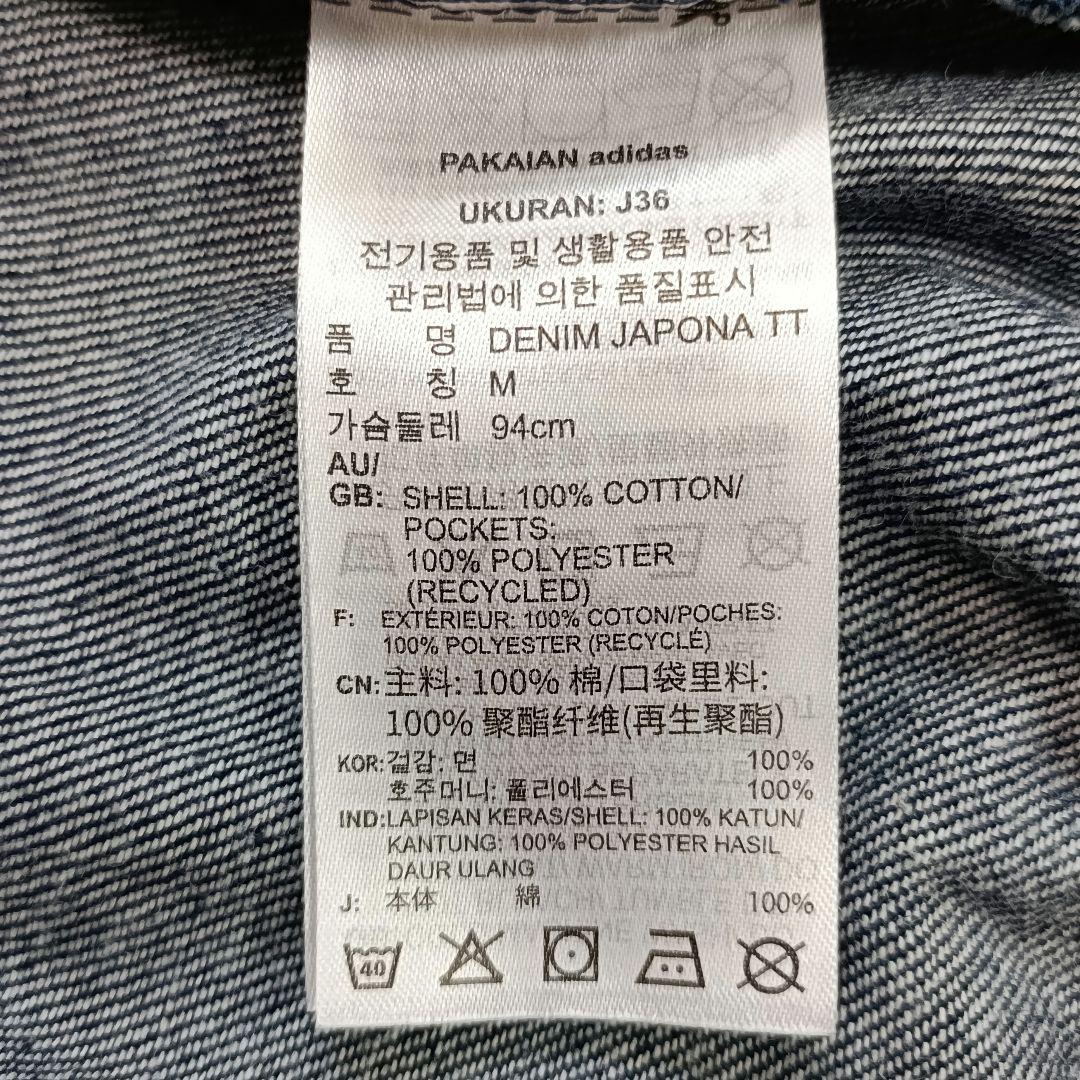 PAKAIAN adidas
UKURAN: J36
전기용품 및 생활용품 안전
관리법에 의한 품질표시
품 명 DENIM JAPONA TT
호 칭 M
가슴둘레 94cm
AU/
GB: SHELL: 100% COTTON/
POCKETS:
100% POLYESTER
(RECYCLED)
F: EXTÉRIEUR: 100% COTON/POCHES:
100% POLYESTER (RECYCLÉ)
CN: 主料: 100% 棉/口袋里料:
100% 聚酯纤维(再生聚酯)
KOR: 겉감: 면 100%
호주머니: 폴리에스터 100%
IND: LAPISAN KERAS/SHELL: 100% KATUN/
KANTUNG: 100% POLYESTER HASIL
DAUR ULANG
J: 本体 綿 100%
40